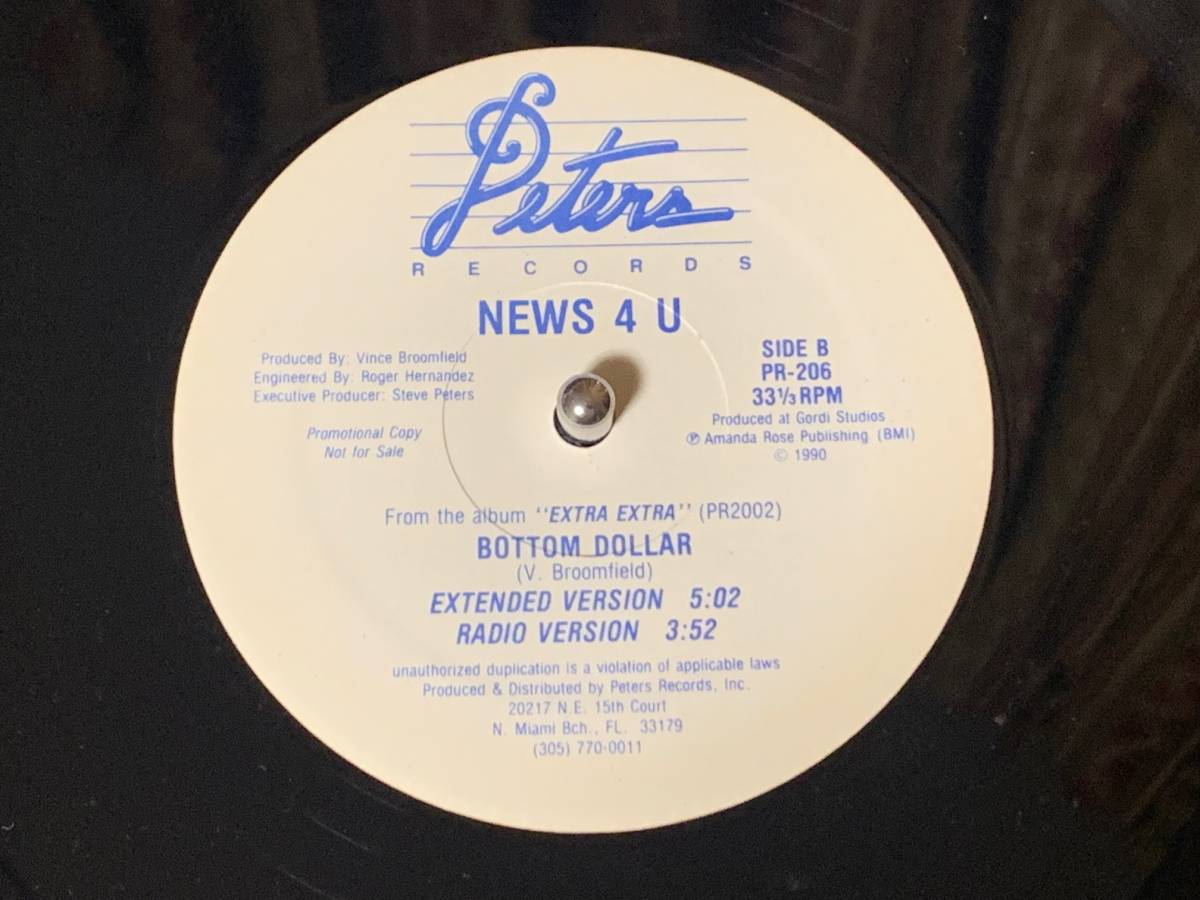 Peters
RECORDS
NEWS 4 U
Produced By: Vince Broomfield
Engineered By: Roger Hernandez
Executive Producer: Steve Peters
Promotional Copy
Not for Sale
SIDE B
PR-206
33⅓ RPM
Produced at Gordi Studios
℗ Amanda Rose Publishing (BMI)
© 1990
From the album "EXTRA EXTRA" (PR2002)
BOTTOM DOLLAR
(V. Broomfield)
EXTENDED VERSION 5:02
RADIO VERSION 3:52
unauthorized duplication is a violation of applicable laws
Produced & Distributed by Peters Records, Inc.
20217 N.E. 15th Court
N. Miami Bch., FL. 33179
(305) 770-0011